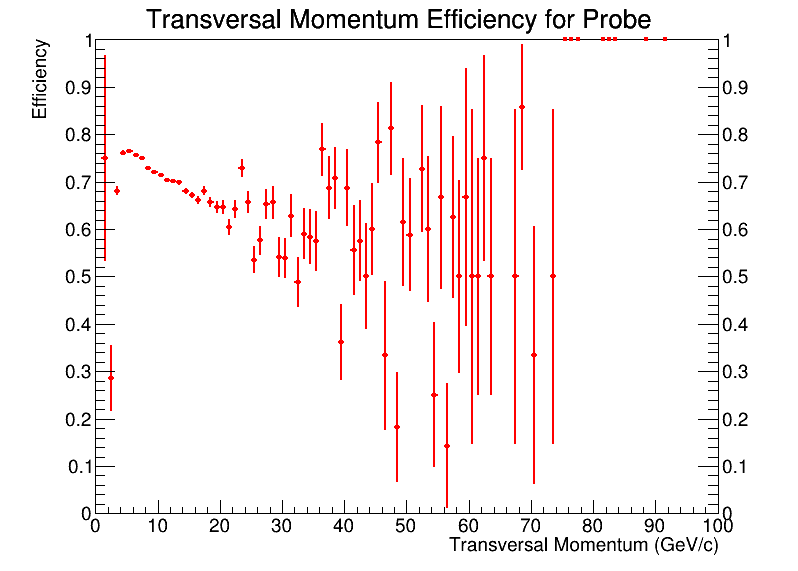 Transversal Momentum Efficiency for Probe
Efficiency
1 1
0.9 0.9
0.8 0.8
0.7 0.7
0.6 0.6
0.5 0.5
0.4 0.4
0.3 0.3
0.2 0.2
0.1 0.1
0 0
0 10 20 30 40 50 60 70 80 90 100
Transversal Momentum (GeV/c)